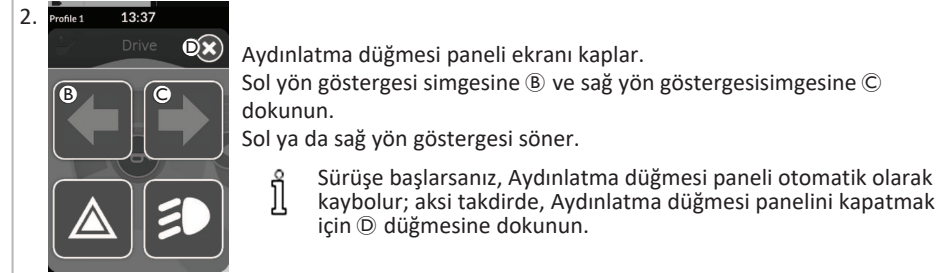 2.
Profile 1 13:37
Drive Ⓓ
Ⓑ Ⓒ
Aydınlatma düğmesi paneli ekranı kaplar.
Sol yön göstergesi simgesine Ⓑ ve sağ yön göstergesisimgesine Ⓒ
dokunun.
Sol ya da sağ yön göstergesi söner.
Sürüşe başlarsanız, Aydınlatma düğmesi paneli otomatik olarak
kaybolur; aksi takdirde, Aydınlatma düğmesi panelini kapatmak
için Ⓓ düğmesine dokunun.